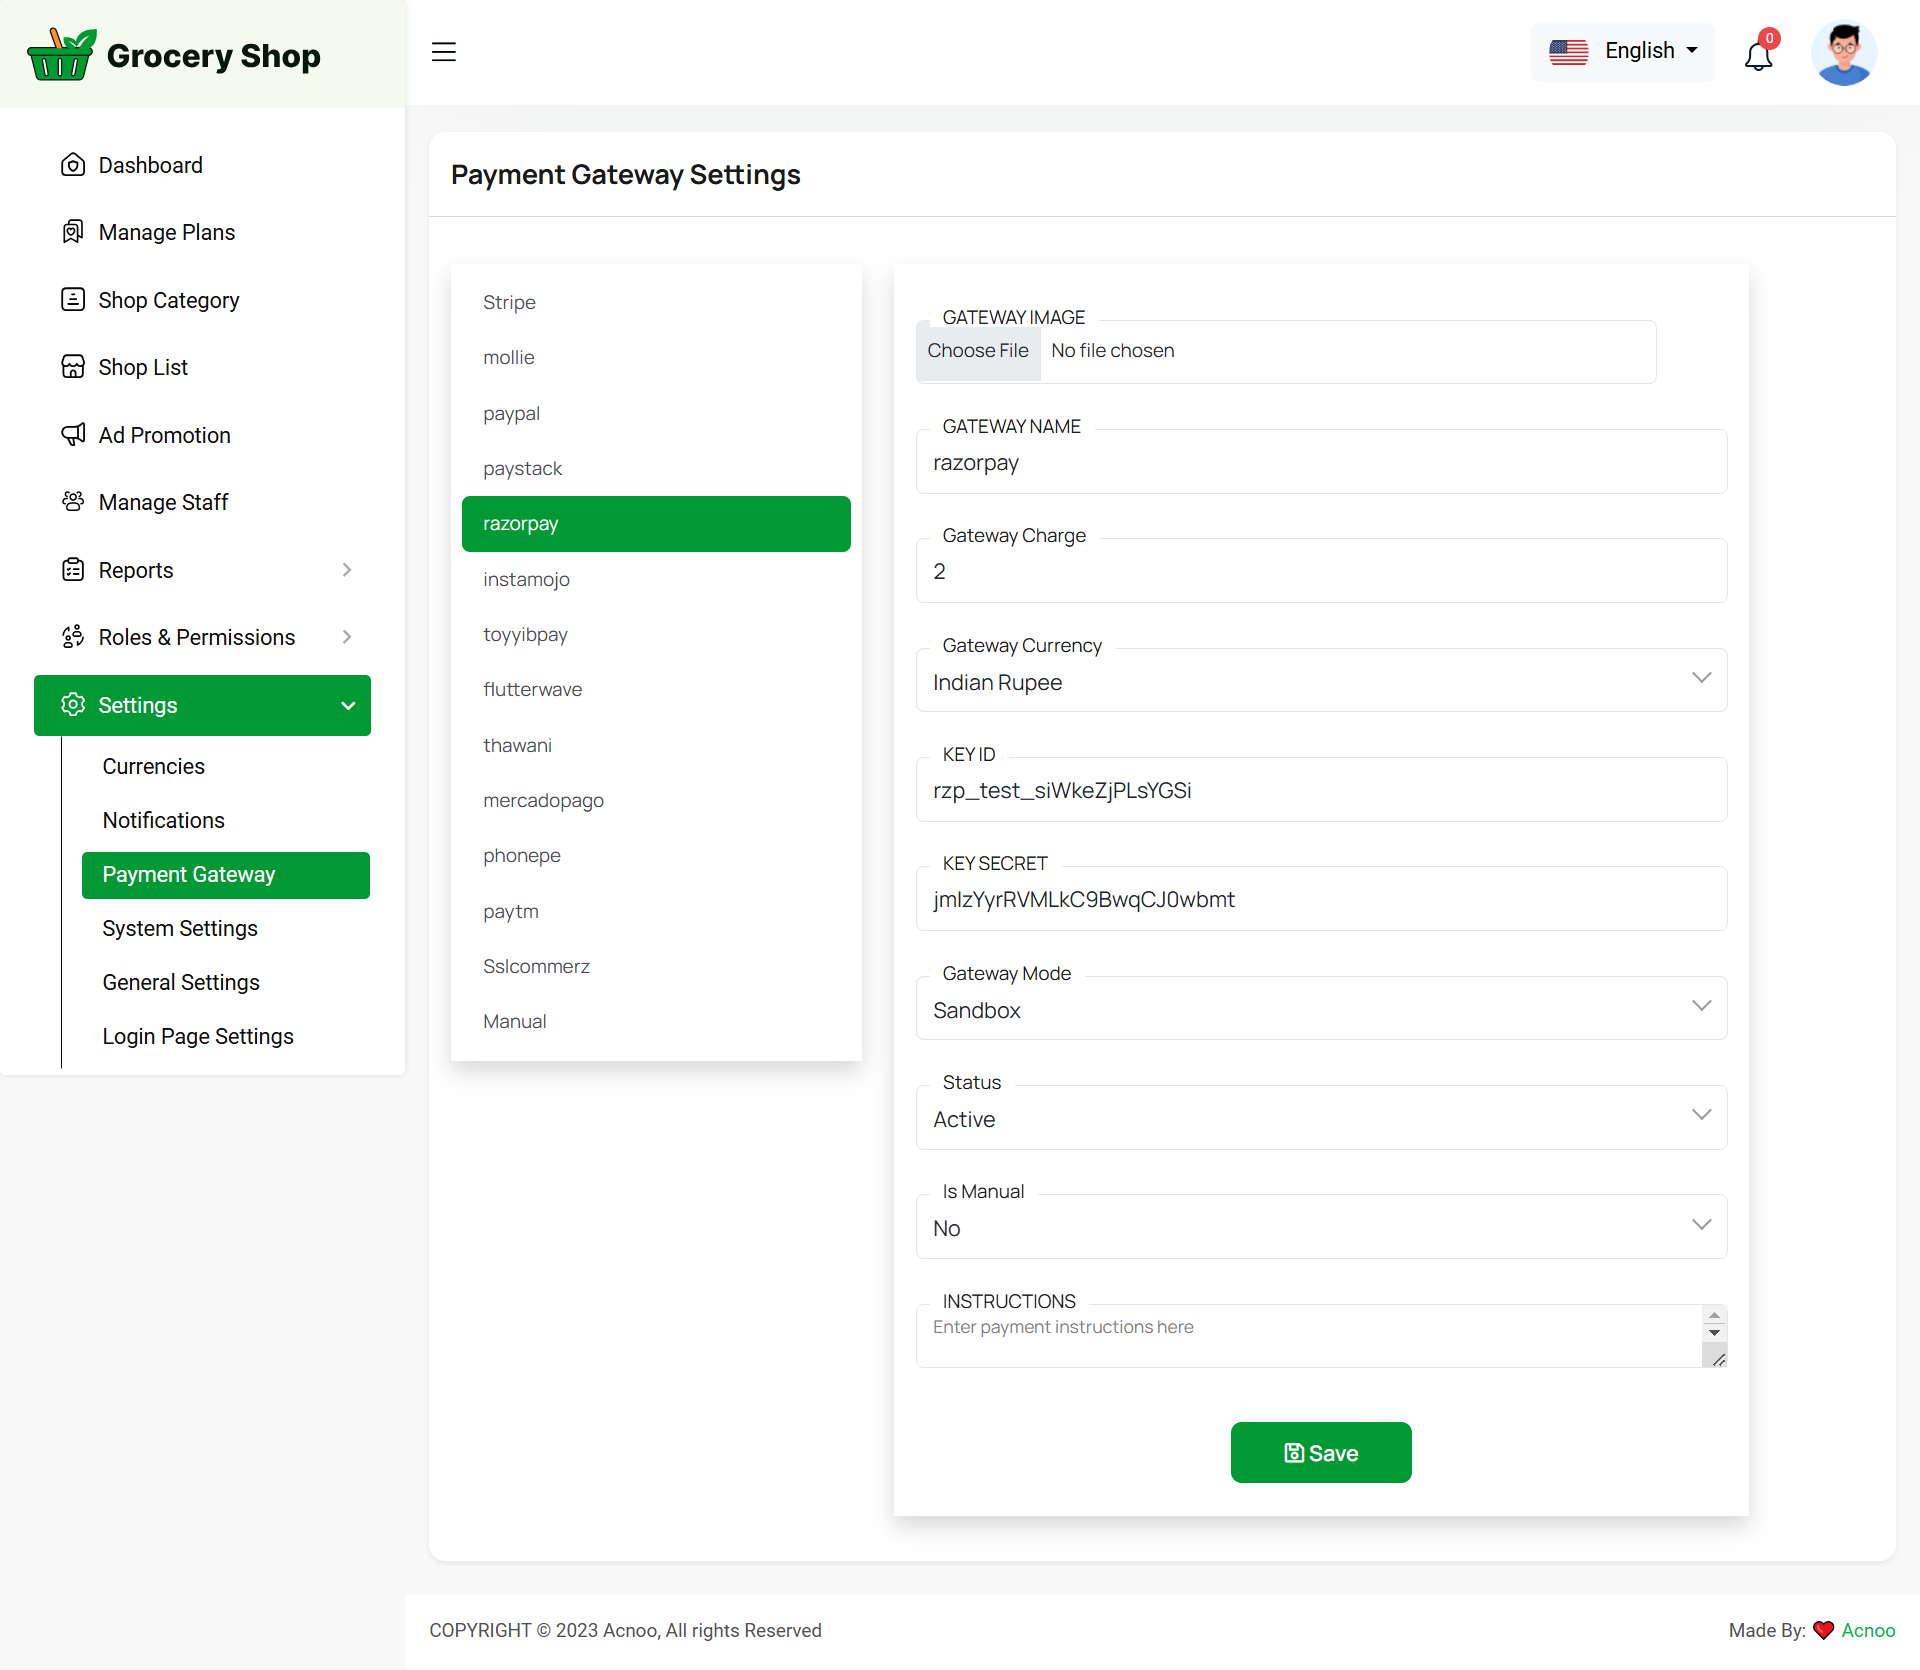 Grocery Shop
English
0
Dashboard
Manage Plans
Shop Category
Shop List
Ad Promotion
Manage Staff
Reports
Roles & Permissions
Settings
Currencies
Notifications
Payment Gateway
System Settings
General Settings
Login Page Settings
Payment Gateway Settings
Stripe
mollie
paypal
paystack
razorpay
instamojo
toyyibpay
flutterwave
thawani
mercadopago
phonepe
paytm
Sslcommerz
Manual
GATEWAY IMAGE
Choose File No file chosen
GATEWAY NAME
razorpay
Gateway Charge
2
Gateway Currency
Indian Rupee
KEY ID
rzp_test_siWkeZjPLsYGSi
KEY SECRET
jmIzYyrRVMLkC9BwqCJ0wbmt
Gateway Mode
Sandbox
Status
Active
Is Manual
No
INSTRUCTIONS
Enter payment instructions here
Save
COPYRIGHT © 2023 Acnoo, All rights Reserved
Made By: ❤️ Acnoo